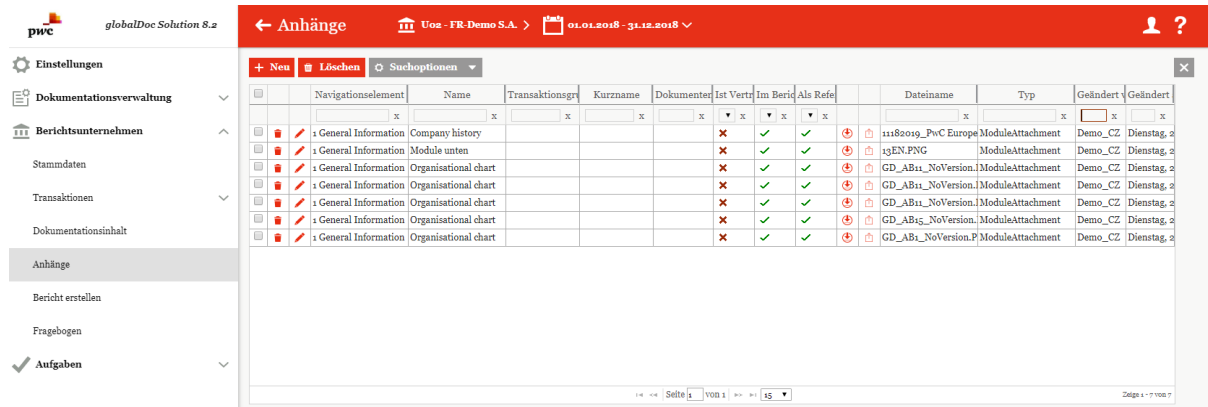 pwc globalDoc Solution 8.2 Anhänge U02 - FR-Demo S.A. > 01.01.2018 - 31.12.2018 ?
Einstellungen
Dokumentationsverwaltung
Berichtsunternehmen
Stammdaten
Transaktionen
Dokumentationsinhalt
Anhänge
Bericht erstellen
Fragebogen
Aufgaben
+ Neu Löschen Suchoptionen x
Navigationselement Name Transaktionsgru Kurzname Dokumenten Ist Vertr Im Beric Als Refe Dateiname Typ Geändert v Geändert
x x x x x x x x x x x x
1 General Information Company history 11182019_PwC Europe ModuleAttachment Demo_CZ Dienstag, 2
1 General Information Module unten 13EN.PNG ModuleAttachment Demo_CZ Dienstag, 2
1 General Information Organisational chart GD_AB11_NoVersion. ModuleAttachment Demo_CZ Dienstag, 2
1 General Information Organisational chart GD_AB11_NoVersion. ModuleAttachment Demo_CZ Dienstag, 2
1 General Information Organisational chart GD_AB11_NoVersion. ModuleAttachment Demo_CZ Dienstag, 2
1 General Information Organisational chart GD_AB15_NoVersion. ModuleAttachment Demo_CZ Dienstag, 2
1 General Information Organisational chart GD_AB1_NoVersion.P ModuleAttachment Demo_CZ Dienstag, 2
Seite 1 von 1 15 Zeige 1 - 7 von 7